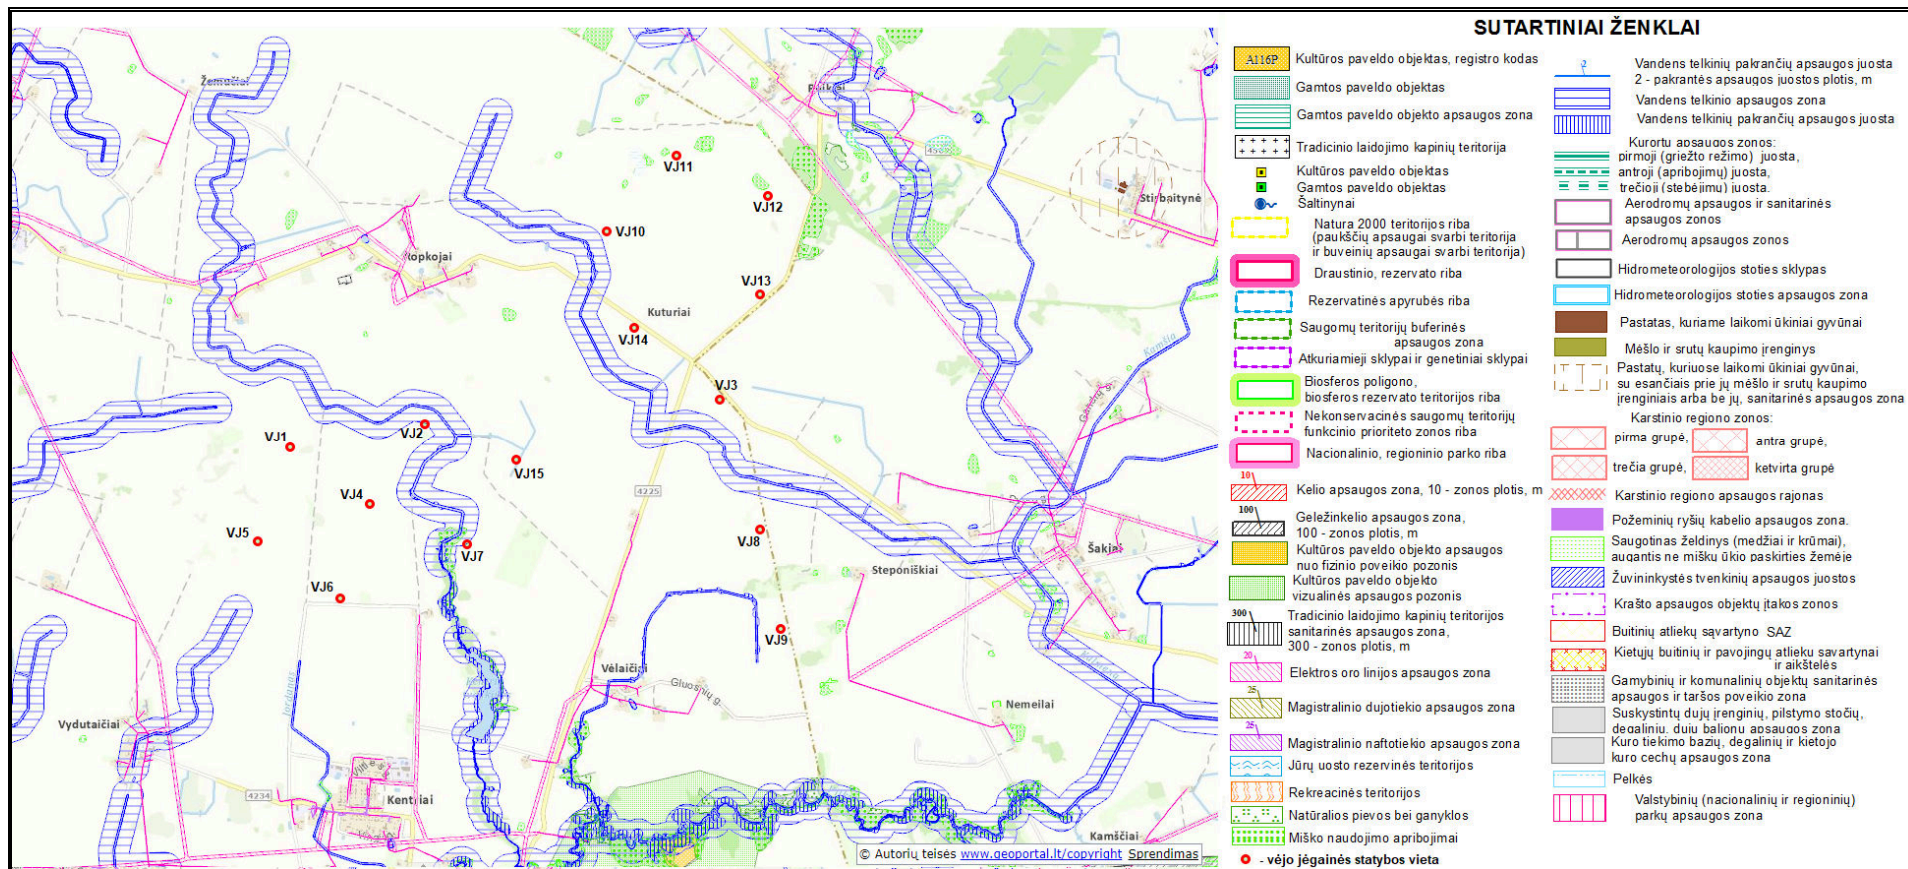 Žemučiai
Puikiai
4502
VJ11
VJ12
Stirbaitynė
VJ10
Ropkojai
VJ13
Kuturiai
VJ14
Kamšia
VJ3
Gandrų g.
VJ1
VJ2
VJ15
4225
VJ4
VJ5
VJ7
VJ8
Šakiai
Steponiškiai
VJ6
VJ9
Vėlaičiai
Gluosnių g.
Jordanas
Nemeilai
Vydutaičiai
4234
Kentriai
Kamščiai
© Autorių teisės www.geoportal.lt/copyright Sprendimas
SUTARTINIAI ŽENKLAI
A116P
Kultūros paveldo objektas, registro kodas
Gamtos paveldo objektas
Gamtos paveldo objekto apsaugos zona
Tradicinio laidojimo kapinių teritorija
Kultūros paveldo objektas
Gamtos paveldo objektas
Šaltinynai
Natura 2000 teritorijos riba
(paukščių apsaugai svarbi teritorija
ir buveinių apsaugai svarbi teritorija)
Draustinio, rezervato riba
Rezervatinės apyrubės riba
Saugomų teritorijų buferinės
apsaugos zona
Atkuriamieji sklypai ir genetiniai sklypai
Biosferos poligono,
biosferos rezervato teritorijos riba
Nekonservacinės saugomų teritorijų
funkcinio prioriteto zonos riba
Nacionalinio, regioninio parko riba
10
Kelio apsaugos zona, 10 - zonos plotis, m
100
Geležinkelio apsaugos zona,
100 - zonos plotis, m
Kultūros paveldo objekto apsaugos
nuo fizinio poveikio pozonis
Kultūros paveldo objekto
vizualinės apsaugos pozonis
300
Tradicinio laidojimo kapinių teritorijos
sanitarinės apsaugos zona,
300 - zonos plotis, m
20
Elektros oro linijos apsaugos zona
25
Magistralinio dujotiekio apsaugos zona
25
Magistralinio naftotiekio apsaugos zona
Jūrų uosto rezervinės teritorijos
Rekreacinės teritorijos
Natūralios pievos bei ganyklos
Miško naudojimo apribojimai
- vėjo jėgainės statybos vieta
2
Vandens telkinių pakrančių apsaugos juosta
2 - pakrantės apsaugos juostos plotis, m
Vandens telkinio apsaugos zona
Vandens telkinių pakrančių apsaugos juosta
Kurortu apsaugos zonos:
pirmoji (griežto režimo) juosta,
antroji (apribojimų) juosta,
trečioji (stebėjimų) juosta.
Aerodromų apsaugos ir sanitarinės
apsaugos zonos
Aerodromų apsaugos zonos
Hidrometeorologijos stoties sklypas
Hidrometeorologijos stoties apsaugos zona
Pastatas, kuriame laikomi ūkiniai gyvūnai
Mėšlo ir srutų kaupimo įrenginys
Pastatų, kuriuose laikomi ūkiniai gyvūnai,
su esančiais prie jų mėšlo ir srutų kaupimo
įrenginiais arba be jų, sanitarinės apsaugos zona
Karstinio regiono zonos:
pirma grupė,
antra grupė,
trečia grupė,
ketvirta grupė
Karstinio regiono apsaugos rajonas
Požeminių ryšių kabelio apsaugos zona.
Saugotinas želdinys (medžiai ir krūmai),
augantis ne miškų ūkio paskirties žemėje
Žuvininkystės tvenkinių apsaugos juostos
Krašto apsaugos objektų įtakos zonos
Buitinių atliekų sąvartyno SAZ
Kietųjų buitinių ir pavojingų atlieku savartynai
ir aikštelės
Gamybinių ir komunalinių objektų sanitarinės
apsaugos ir taršos poveikio zona
Suskystintų dujų įrenginių, pilstymo stočių,
degalinių, dujų balionų apsaugos zona
Kuro tiekimo bazių, degalinių ir kietojo
kuro cechų apsaugos zona
Pelkės
Valstybinių (nacionalinių ir regioninių)
parkų apsaugos zona